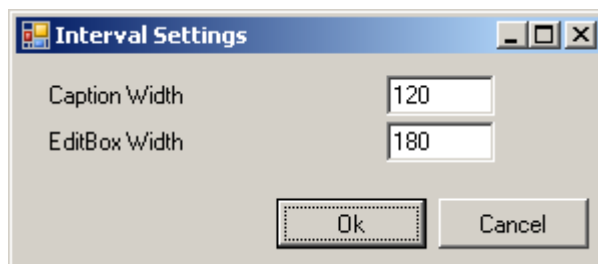 Interval Settings
Caption Width 120
EditBox Width 180
Ok Cancel